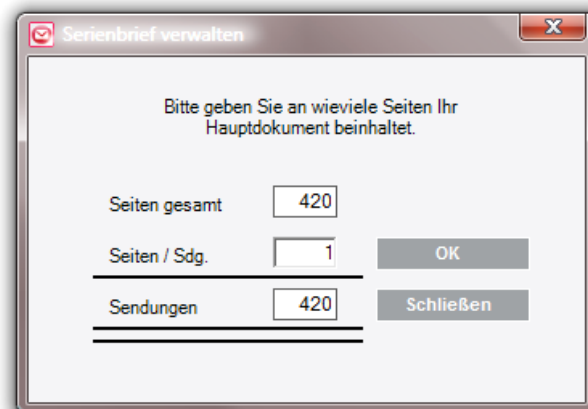 Serienbrief verwalten
Bitte geben Sie an wieviele Seiten Ihr
Hauptdokument beinhaltet.
Seiten gesamt 420
Seiten / Sdg. 1 OK
Sendungen 420 Schließen